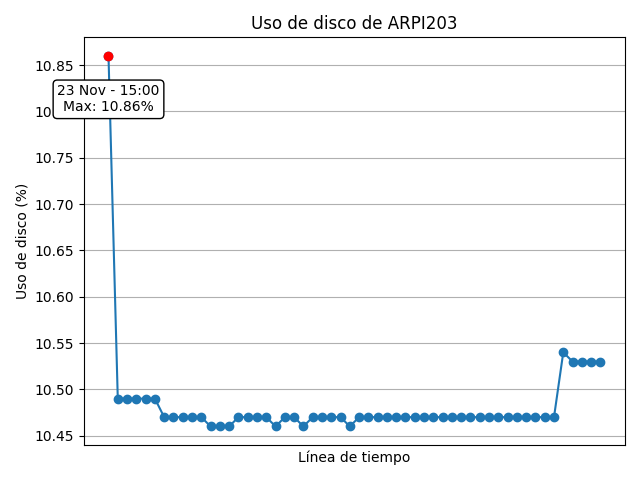 Uso de disco de ARPI203
Uso de disco (%)
10.85
10.75
10.70
10.65
10.60
10.55
10.50
10.45
23 Nov - 15:00
Max: 10.86%
Línea de tiempo